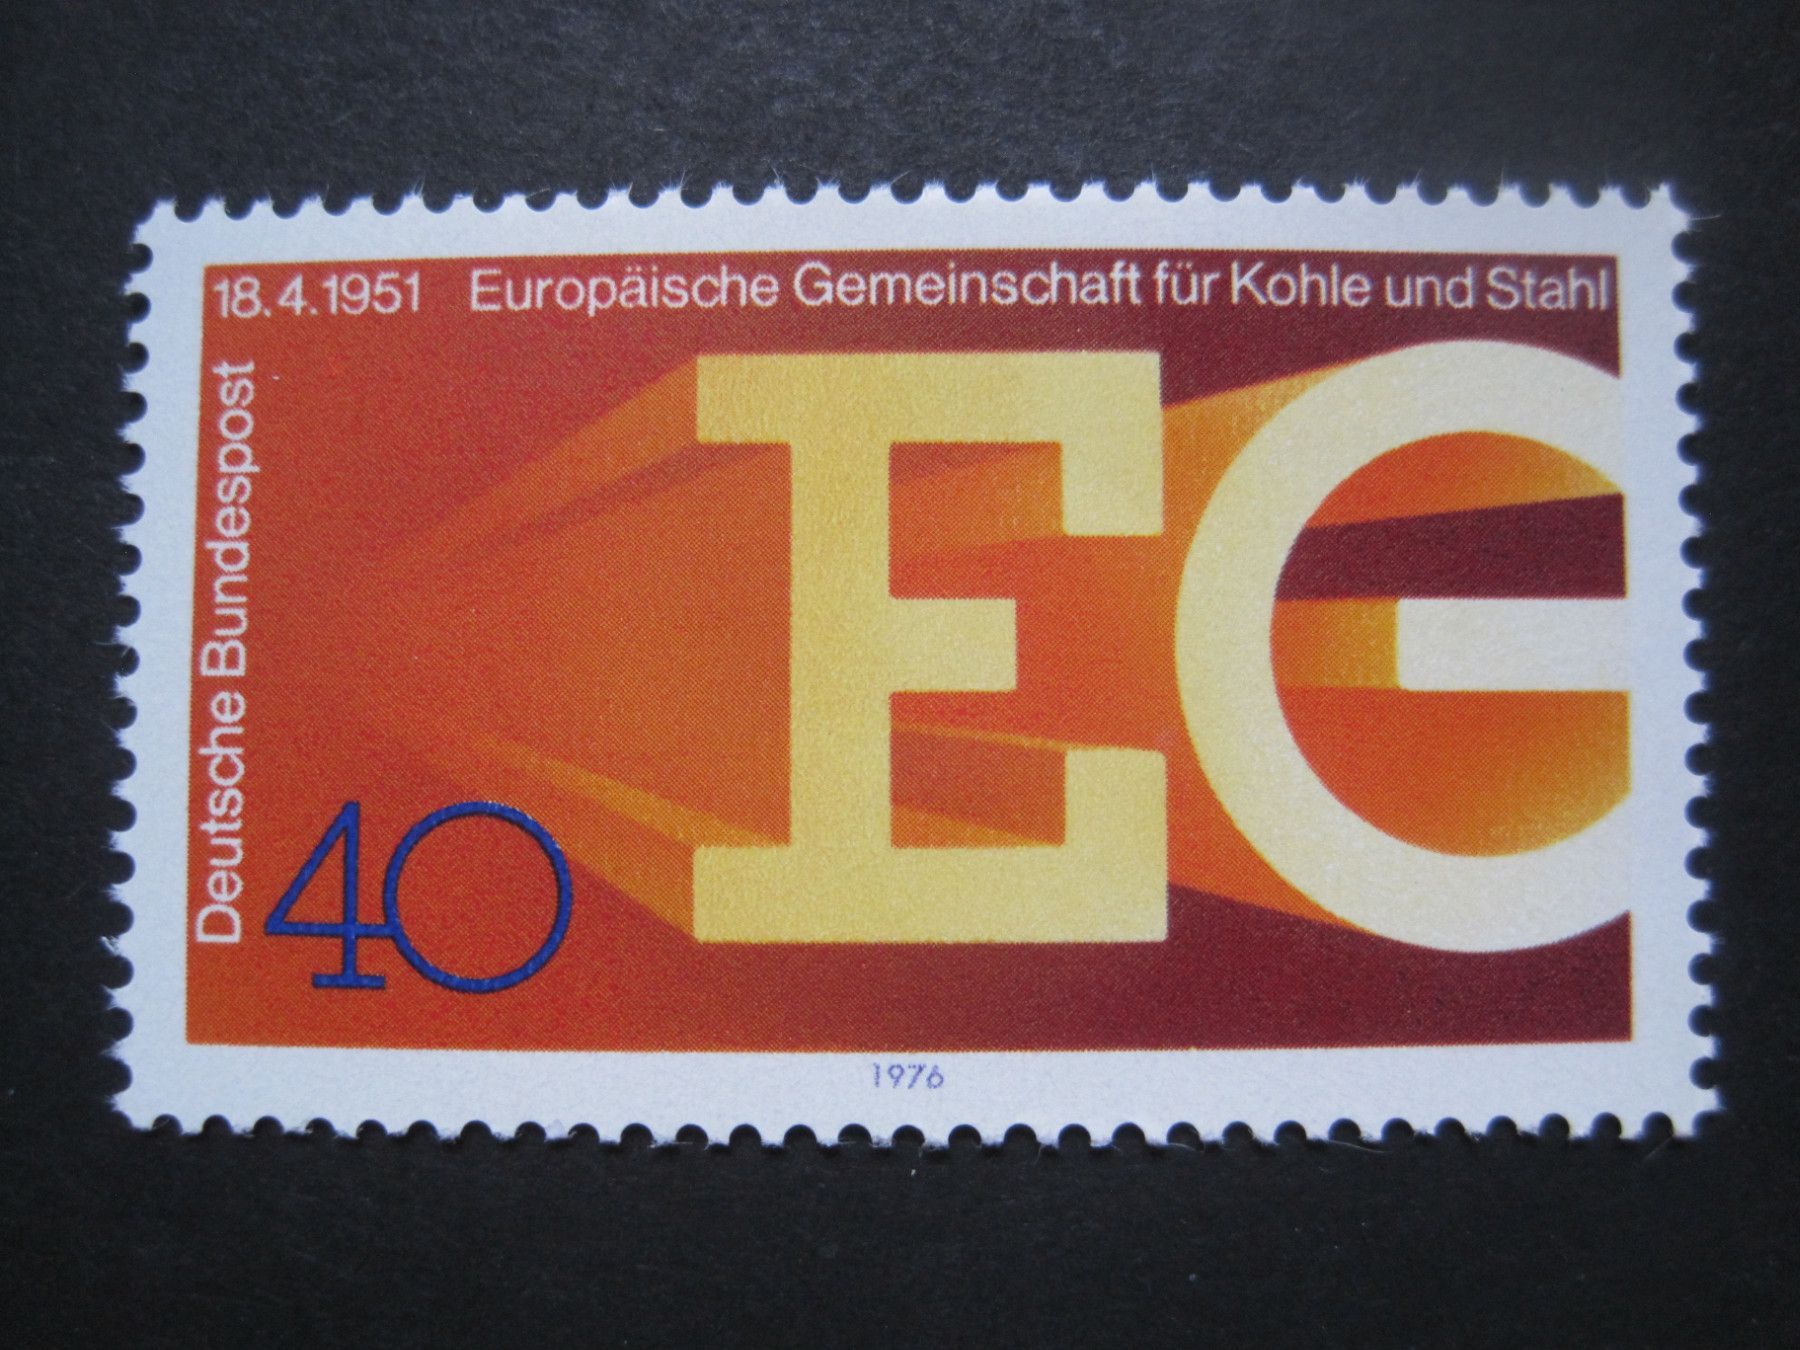 18.4.1951 Europäische Gemeinschaft für Kohle und Stahl
Deutsche Bundespost
EG
40
1976